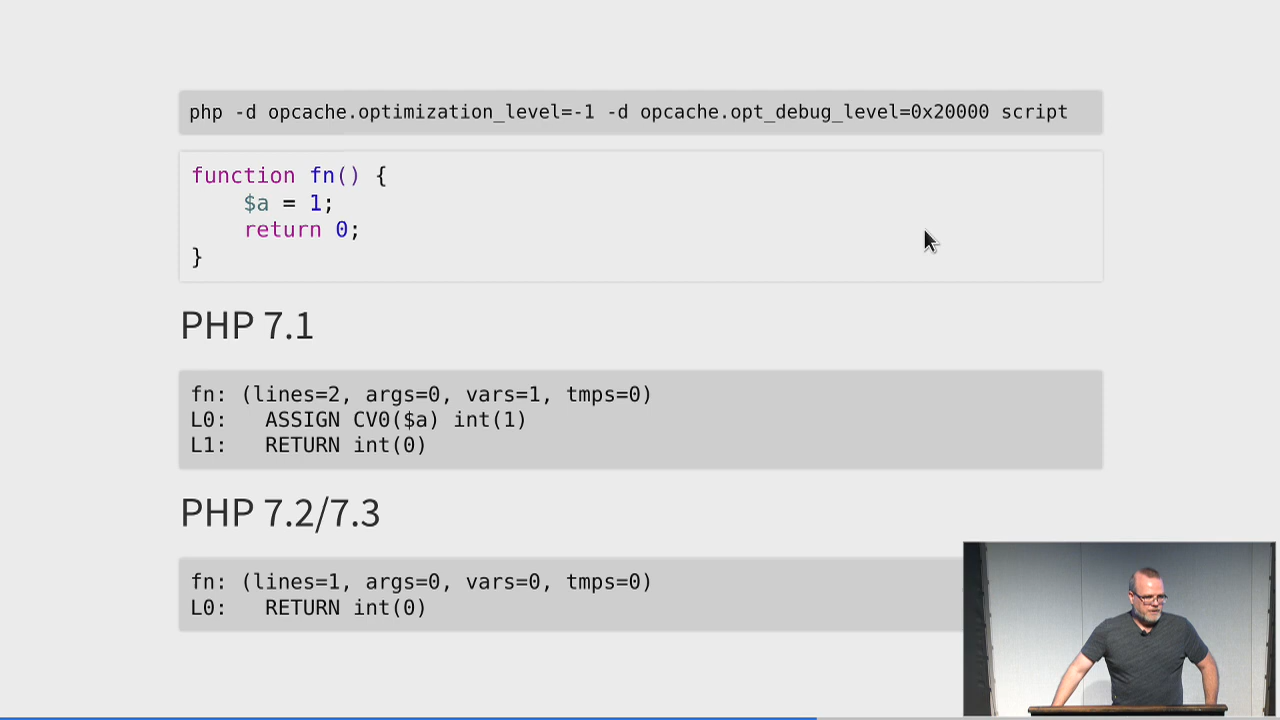 php -d opcache.optimization_level=-1 -d opcache.opt_debug_level=0x20000 script
function fn() {
    $a = 1;
    return 0;
}
PHP 7.1
fn: (lines=2, args=0, vars=1, tmps=0)
L0:   ASSIGN CV0($a) int(1)
L1:   RETURN int(0)
PHP 7.2/7.3
fn: (lines=1, args=0, vars=0, tmps=0)
L0:   RETURN int(0)